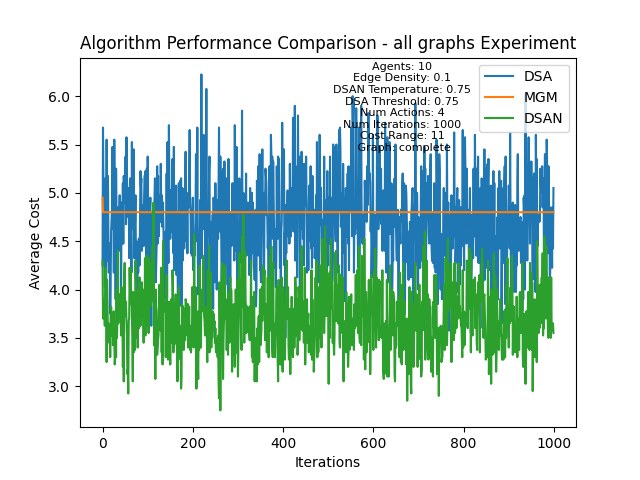 Algorithm Performance Comparison - all graphs Experiment
Agents: 10
Edge Density: 0.1
DSAN Temperature: 0.75
DSA Threshold: 0.75
Num Actions: 4
Num Iterations: 1000
Cost Range: 11
Graph: complete
DSA
MGM
DSAN
Average Cost
6.0
5.5
5.0
4.5
4.0
3.5
3.0
0
200
400
600
800
1000
Iterations